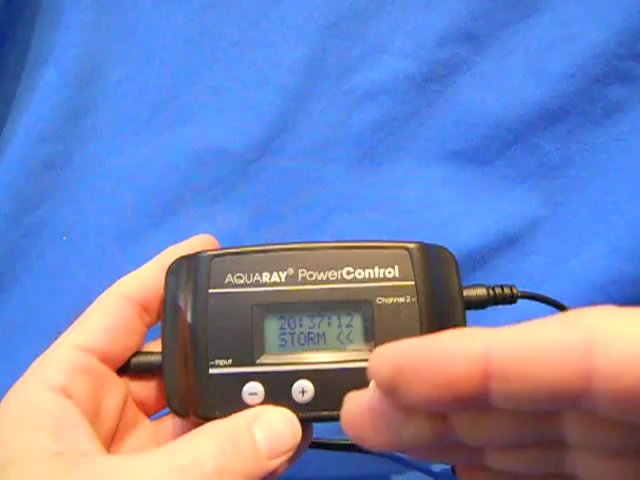 AQUARAY® PowerControl
Channel 2
20:37:12
STORM <<
Input
− +